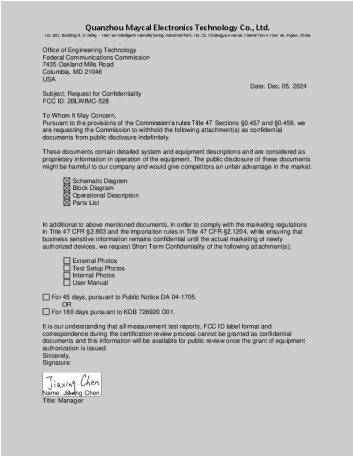 Quanzhou Maycal Electronics Technology Co., Ltd.
Office of Engineering Technology
Federal Communications Commission
7435 Oakland Mills Road
Columbia, MD 21046
USA
Date: Dec. 05, 2024
Subject: Request for Confidentiality
FCC ID: 2BLWIMC-528
To Whom It May Concern,
Pursuant to the provisions of the Commission's rules Title 47 Sections §0.457 and §0.459, we
are requesting the Commission to withhold the following attachment(s) as confidential
documents from public disclosure indefinitely.
These documents contain detailed system and equipment descriptions and are considered as
proprietary information in operation of the equipment. The public disclosure of these documents
might be harmful to our company and would give competitors an unfair advantage in the market.
Schematic Diagram
Block Diagram
Operational Description
Parts List
In additional to above mentioned documents, in order to comply with the marketing regulations
in Title 47 CFR §2.803 and the importation rules in Title 47 CFR §2.1204, while ensuring that
business sensitive information remains confidential until the actual marketing of newly
authorized devices, we request Short Term Confidentiality of the following attachment(s);
External Photos
Test Setup Photos
Internal Photos
User Manual
For 45 days, pursuant to Public Notice DA 04-1705.
OR
For 180 days pursuant to KDB 726920 D01.
It is our understanding that all measurement test reports, FCC ID label format and
correspondence during the certification review process cannot be granted as confidential
documents and this information will be available for public review once the grant of equipment
authorization is issued.
Sincerely,
Signature:
Jiaxing Chen
Name: Jiaxing Chen
Title: Manager